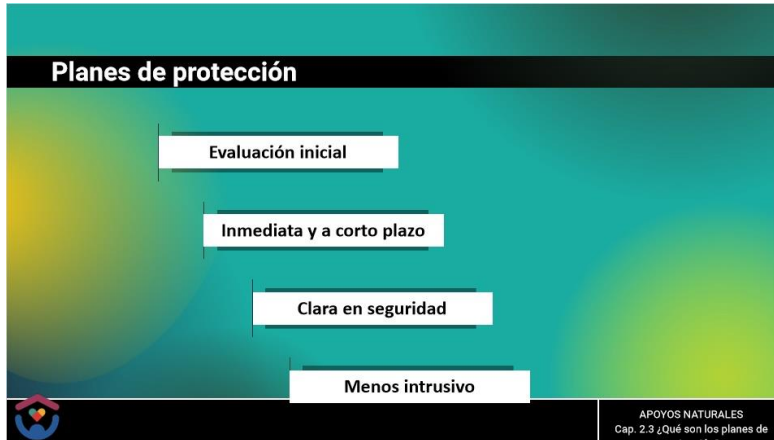 Planes de protección
Evaluación inicial
Inmediata y a corto plazo
Clara en seguridad
Menos intrusivo
APOYOS NATURALES
Cap. 2.3 ¿Qué son los planes de